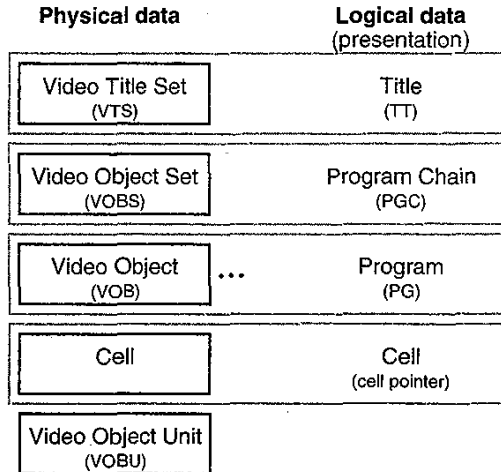 Physical data Logical data
(presentation)
Video Title Set Title
(VTS) (TT)
Video Object Set Program Chain
(VOBS) (PGC)
Video Object ... Program
(VOB) (PG)
Cell Cell
(cell pointer)
Video Object Unit
(VOBU)